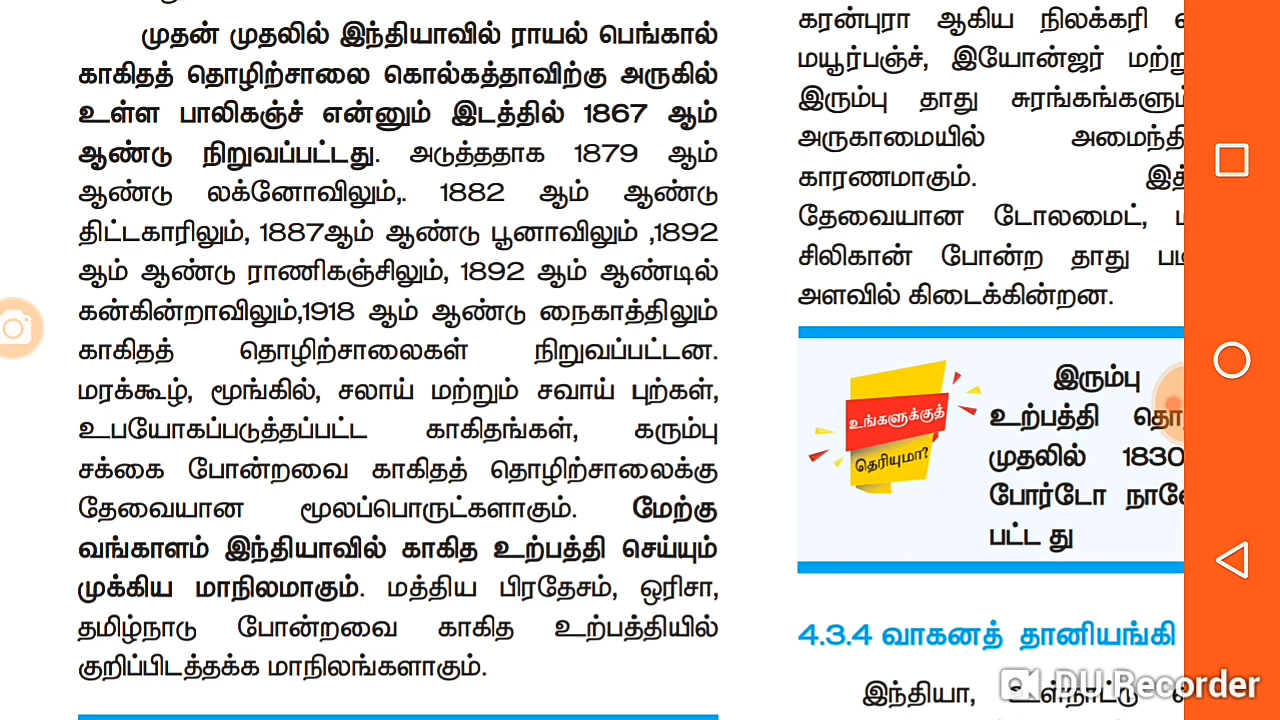 முதன் முதலில் இந்தியாவில் ராயல் பெங்கால்
காகிதத் தொழிற்சாலை கொல்கத்தாவிற்கு அருகில்
உள்ள பாலிகஞ்ச் என்னும் இடத்தில் 1867 ஆம்
ஆண்டு நிறுவப்பட்டது. அடுத்ததாக 1879 ஆம்
ஆண்டு லக்னோவிலும்,. 1882 ஆம் ஆண்டு
திட்டகாரிலும், 1887ஆம் ஆண்டு பூனாவிலும் ,1892
ஆம் ஆண்டு ராணிகஞ்சிலும், 1892 ஆம் ஆண்டில்
கன்கின்றாவிலும்,1918 ஆம் ஆண்டு நைகாத்திலும்
காகிதத் தொழிற்சாலைகள் நிறுவப்பட்டன.
மரக்கூழ், மூங்கில், சலாய் மற்றும் சவாய் புற்கள்,
உபயோகப்படுத்தப்பட்ட காகிதங்கள், கரும்பு
சக்கை போன்றவை காகிதத் தொழிற்சாலைக்கு
தேவையான மூலப்பொருட்களாகும். மேற்கு
வங்காளம் இந்தியாவில் காகித உற்பத்தி செய்யும்
முக்கிய மாநிலமாகும். மத்திய பிரதேசம், ஒரிசா,
தமிழ்நாடு போன்றவை காகித உற்பத்தியில்
குறிப்பிடத்தக்க மாநிலங்களாகும்.
கரன்புரா ஆகிய நிலக்கரி
மயூர்பஞ்ச், இயோன்ஜர்
இரும்பு தாது சுரங்கங்களும்
அருகாமையில்
காரணமாகும்.
தேவையான டோலமைட்,
சிலிகான் போன்ற தாது
அளவில் கிடைக்கின்றன.
உங்களுக்குத்
தெரியுமா?
இரும்பு
உற்பத்தி
முதலில் 1830
போர்டோ
பட்ட து
4.3.4 வாகனத் தானியங்கி
இந்தியா, உள்நாட்டு
DU Recorder